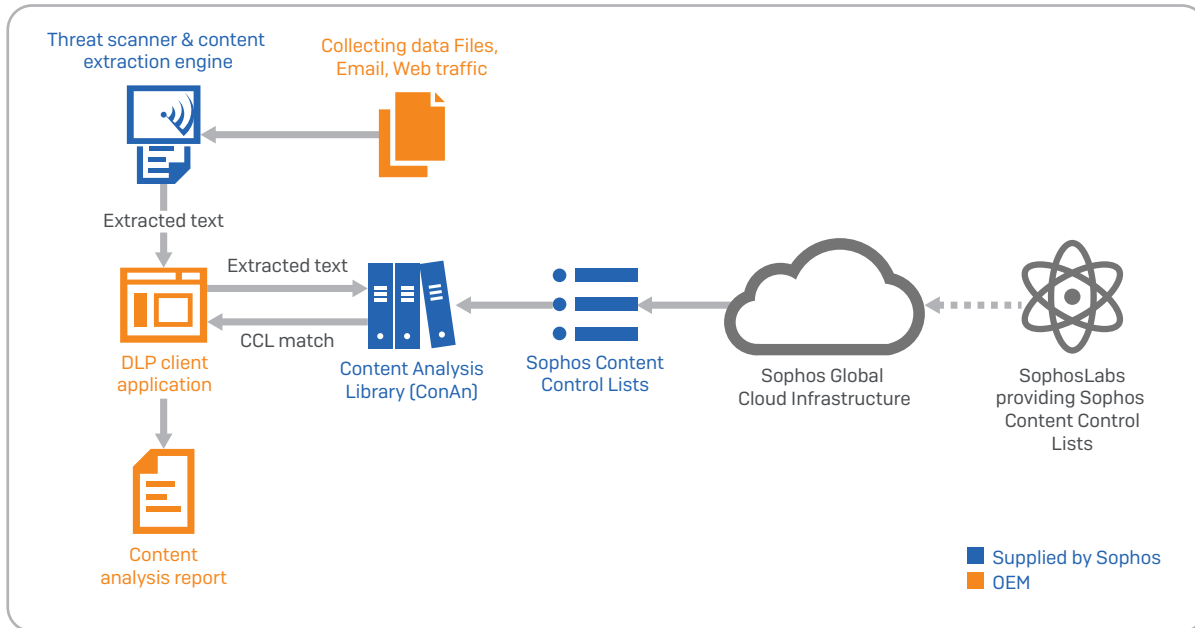 Threat scanner & content
extraction engine
Collecting data Files,
Email, Web traffic
Extracted text
Extracted text
CCL match
DLP client
application
Content Analysis
Library (ConAn)
Sophos Content
Control Lists
Sophos Global
Cloud Infrastructure
SophosLabs
providing Sophos
Content Control
Lists
Content
analysis report
Supplied by Sophos
OEM